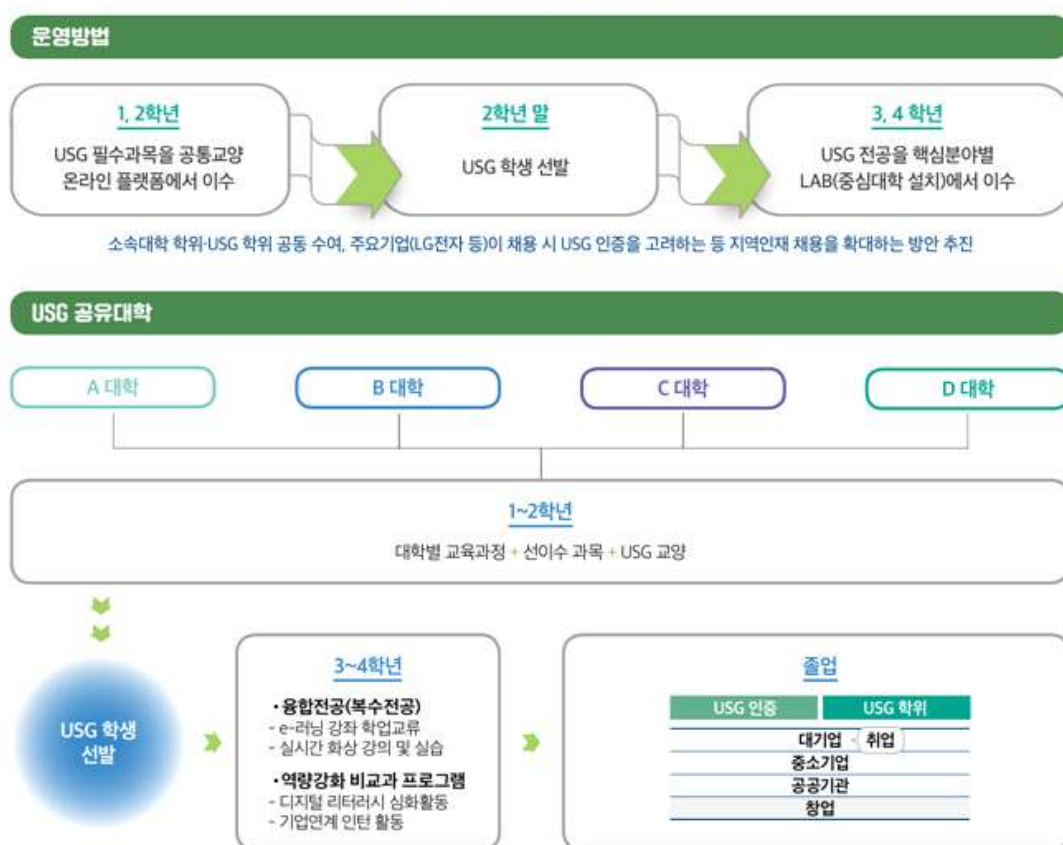 운영방법
1, 2학년
USG 필수과목을 공통교양
온라인 플랫폼에서 이수
2학년 말
USG 학생 선발
3, 4 학년
USG 전공을 핵심분야별
LAB(중심대학 설치)에서 이수
소속대학 학위·USG 학위 공동 수여, 주요기업(LG전자 등)이 채용 시 USG 인증을 고려하는 등 지역인재 채용을 확대하는 방안 추진
USG 공유대학
A 대학
B 대학
C 대학
D 대학
1~2학년
대학별 교육과정 + 선이수 과목 + USG 교양
USG 학생
선발
3~4학년
·융합전공(복수전공)
- e-러닝 강좌 학업교류
- 실시간 화상 강의 및 실습
·역량강화 비교과 프로그램
- 디지털 리터러시 심화활동
- 기업연계 인턴 활동
졸업
USG 인증 USG 학위
대기업 취업
중소기업
공공기관
창업